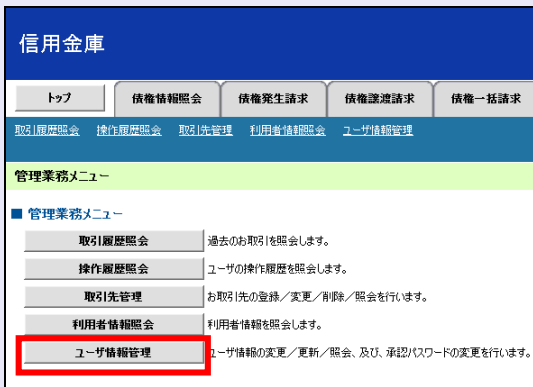 信用金庫
トップ 債権情報照会 債権発生請求 債権譲渡請求 債権一括請求
取引履歴照会 操作履歴照会 取引先管理 利用者情報照会 ユーザ情報管理
管理業務メニュー
■ 管理業務メニュー
取引履歴照会 過去のお取引を照会します。
操作履歴照会 ユーザの操作履歴を照会します。
取引先管理 お取引先の登録／変更／削除／照会を行います。
利用者情報照会 利用者情報を照会します。
ユーザ情報管理 ユーザ情報の変更／更新／照会、及び、承認パスワードの変更を行います。